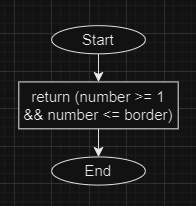 Start
return (number >= 1
&& number <= border)
End